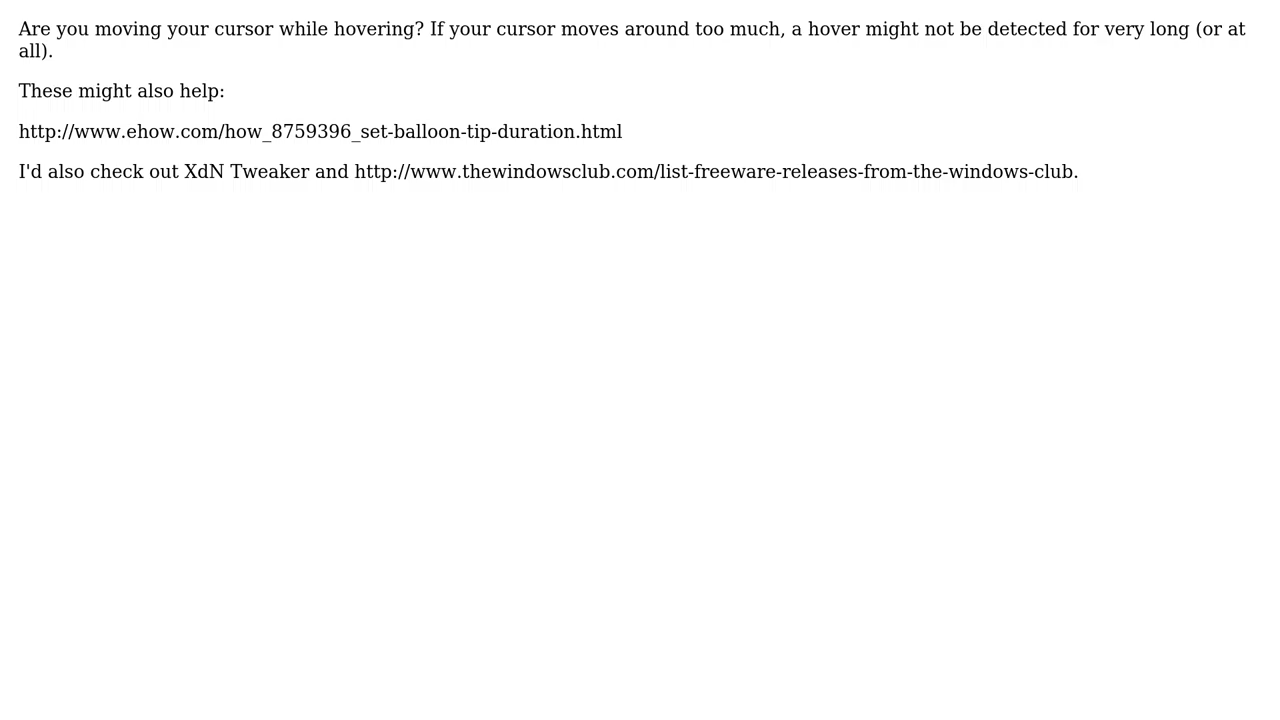 Are you moving your cursor while hovering? If your cursor moves around too much, a hover might not be detected for very long (or at
all).
These might also help:
http://www.ehow.com/how_8759396_set-balloon-tip-duration.html
I'd also check out XdN Tweaker and http://www.thewindowsclub.com/list-freeware-releases-from-the-windows-club.